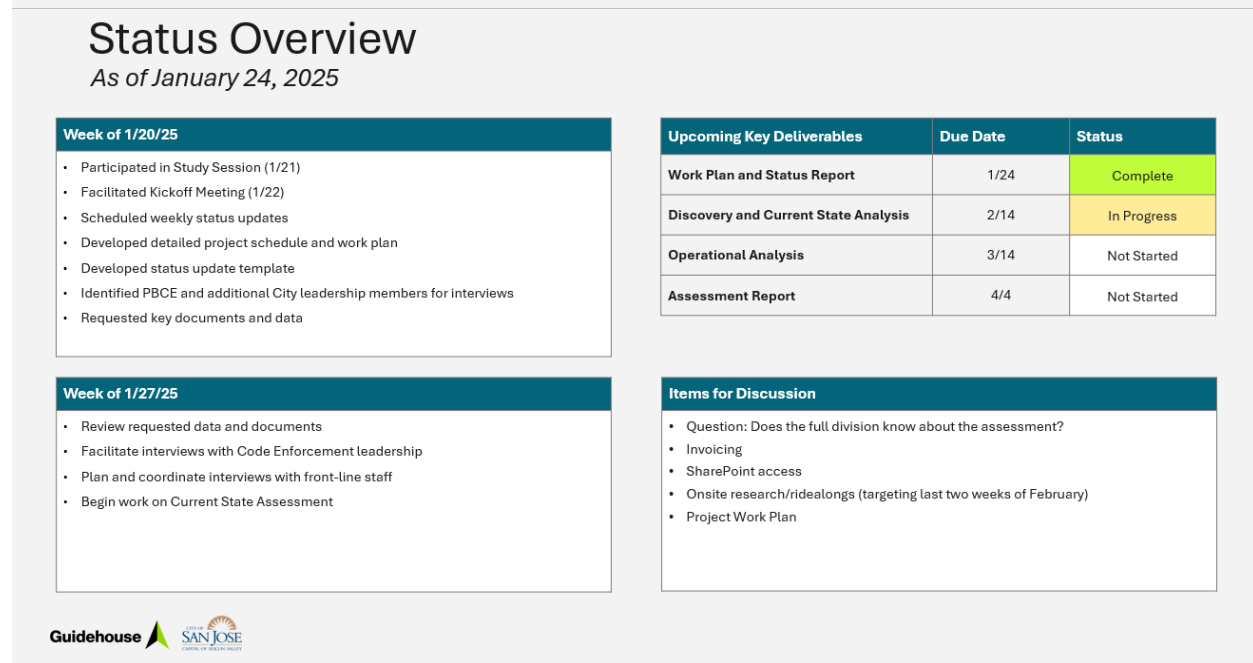 Status Overview
As of January 24, 2025
Week of 1/20/25
• Participated in Study Session (1/21)
• Facilitated Kickoff Meeting (1/22)
• Scheduled weekly status updates
• Developed detailed project schedule and work plan
• Developed status update template
• Identified PBCE and additional City leadership members for interviews
• Requested key documents and data
Upcoming Key Deliverables Due Date Status
Work Plan and Status Report 1/24 Complete
Discovery and Current State Analysis 2/14 In Progress
Operational Analysis 3/14 Not Started
Assessment Report 4/4 Not Started
Week of 1/27/25
• Review requested data and documents
• Facilitate interviews with Code Enforcement leadership
• Plan and coordinate interviews with front-line staff
• Begin work on Current State Assessment
Items for Discussion
• Question: Does the full division know about the assessment?
• Invoicing
• SharePoint access
• Onsite research/ridealongs (targeting last two weeks of February)
• Project Work Plan
Guidehouse
CITY OF
SAN JOSE
CAPITAL OF SILICON VALLEY